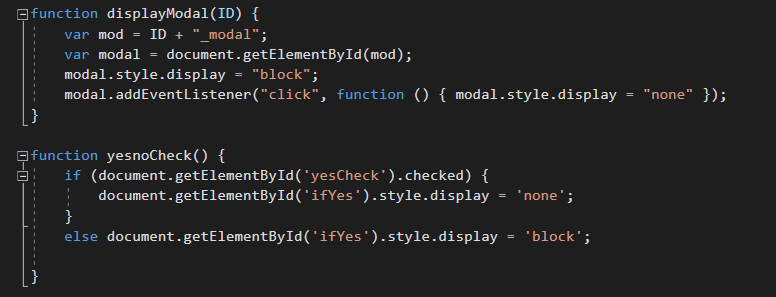 function displayModal(ID) {
var mod = ID + "_modal";
var modal = document.getElementById(mod);
modal.style.display = "block";
modal.addEventListener("click", function () { modal.style.display = "none" });
}
function yesnoCheck() {
if (document.getElementById('yesCheck').checked) {
document.getElementById('ifYes').style.display = 'none';
}
else document.getElementById('ifYes').style.display = 'block';
}